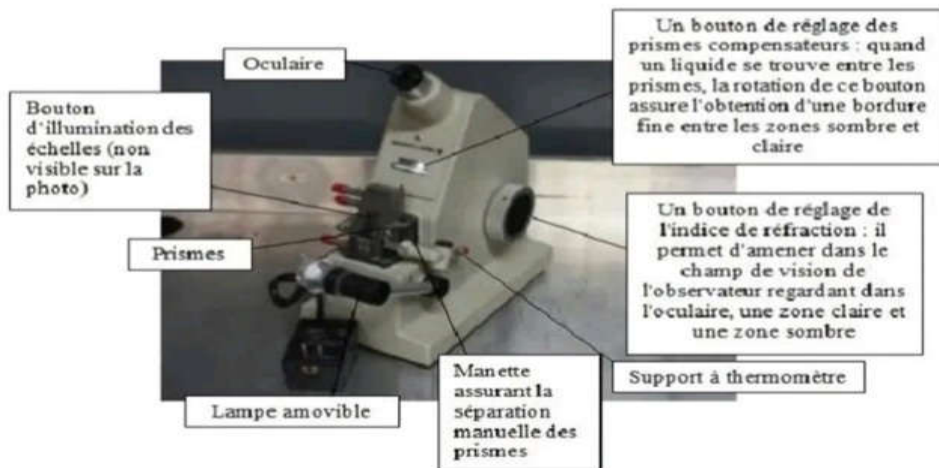 Oculaire
Un bouton de réglage des
prismes compensateurs : quand
un liquide se trouve entre les
prismes, la rotation de ce bouton
assure l'obtention d'une bordure
fine entre les zones sombre et
claire
Bouton
d'illumination des
échelles (non
visible sur la
photo)
Prismes
Un bouton de réglage de
l'indice de réfraction : il
permet d'amener dans le
champ de vision de
l'observateur regardant dans
l'oculaire, une zone claire et
une zone sombre
Lampe amovible
Manette
assurant la
séparation
manuelle des
prismes
Support à thermomètre